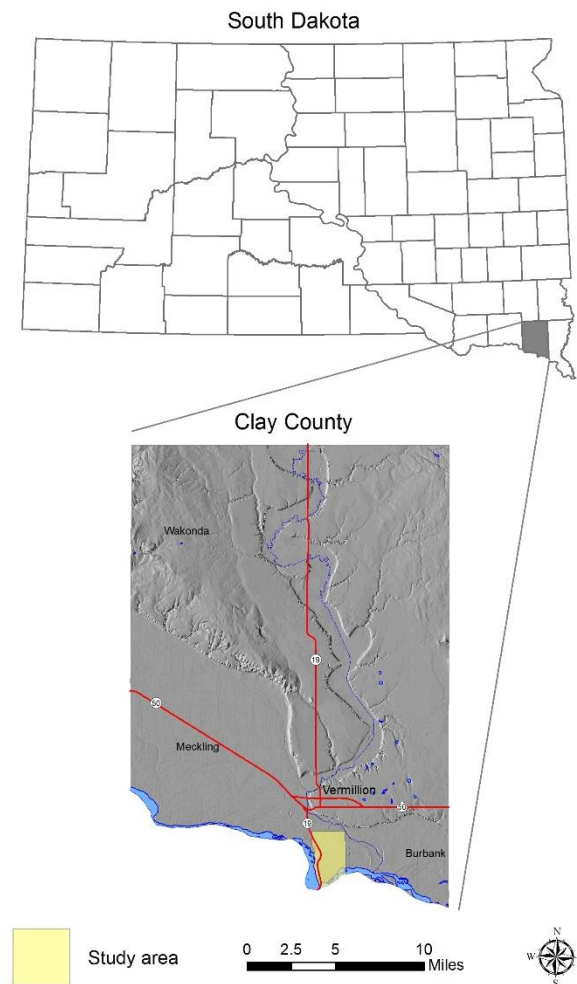 South Dakota
Clay County
Wakonda
19
50
Meckling
Vermillion
50
19
Burbank
Study area
0 2.5 5 10
Miles
N
W E
S